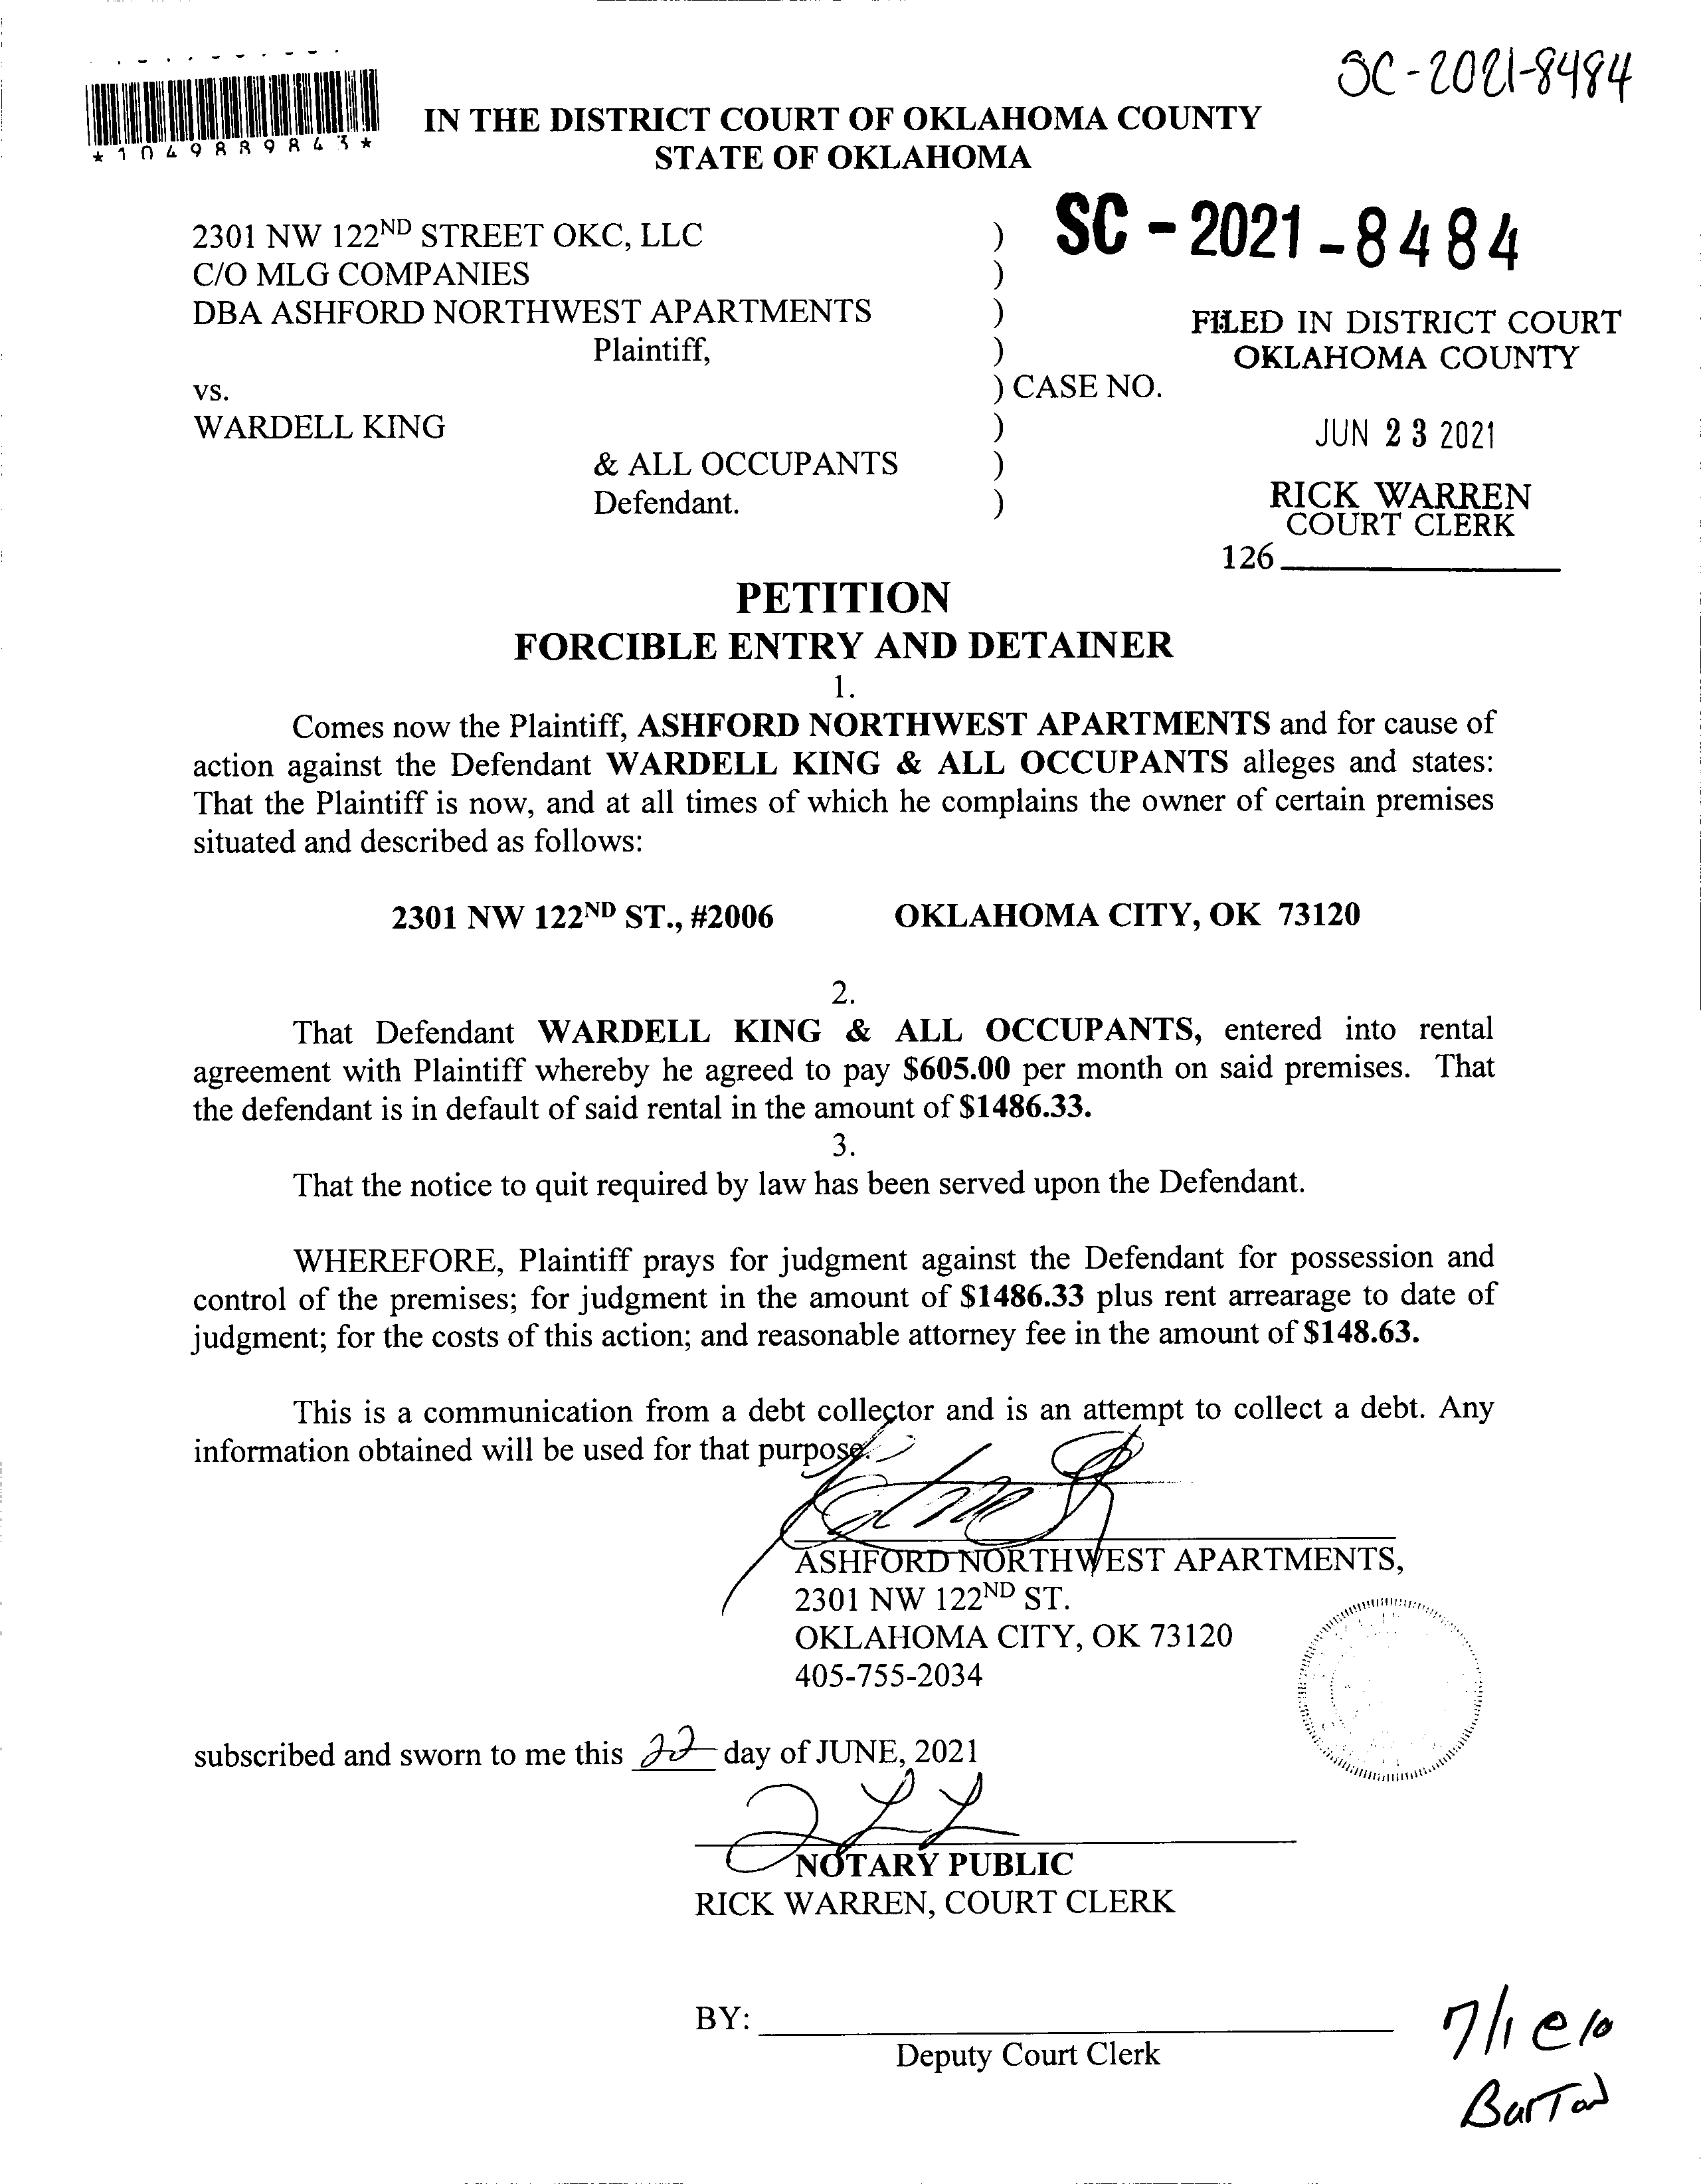 SC-2021-8484
*1049889843*
IN THE DISTRICT COURT OF OKLAHOMA COUNTY
STATE OF OKLAHOMA
2301 NW 122ND STREET OKC, LLC )
SC-2021-8484
C/O MLG COMPANIES )
DBA ASHFORD NORTHWEST APARTMENTS )
FILED IN DISTRICT COURT
Plaintiff, )
OKLAHOMA COUNTY
vs. ) CASE NO.
WARDELL KING )
JUN 23 2021
& ALL OCCUPANTS )
Defendant. )
RICK WARREN
COURT CLERK
126
PETITION
FORCIBLE ENTRY AND DETAINER
1.
Comes now the Plaintiff, ASHFORD NORTHWEST APARTMENTS and for cause of
action against the Defendant WARDELL KING & ALL OCCUPANTS alleges and states:
That the Plaintiff is now, and at all times of which he complains the owner of certain premises
situated and described as follows:
2301 NW 122ND ST., #2006 OKLAHOMA CITY, OK 73120
2.
That Defendant WARDELL KING & ALL OCCUPANTS, entered into rental
agreement with Plaintiff whereby he agreed to pay $605.00 per month on said premises. That
the defendant is in default of said rental in the amount of $1486.33.
3.
That the notice to quit required by law has been served upon the Defendant.
WHEREFORE, Plaintiff prays for judgment against the Defendant for possession and
control of the premises; for judgment in the amount of $1486.33 plus rent arrearage to date of
judgment; for the costs of this action; and reasonable attorney fee in the amount of $148.63.
This is a communication from a debt collector and is an attempt to collect a debt. Any
information obtained will be used for that purpose.
ASHFORD NORTHWEST APARTMENTS,
2301 NW 122ND ST.
OKLAHOMA CITY, OK 73120
405-755-2034
subscribed and sworn to me this 22 day of JUNE, 2021
NOTARY PUBLIC
RICK WARREN, COURT CLERK
BY:
Deputy Court Clerk
7/1 @ 10
Barton